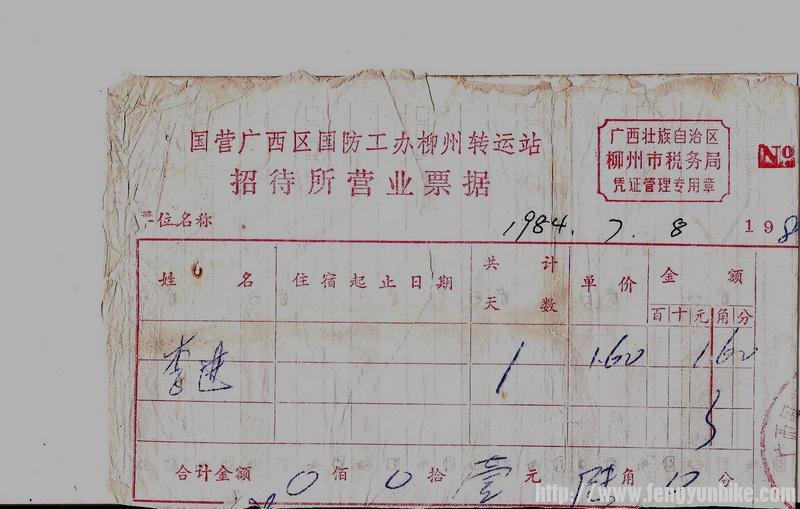 国营广西区国防工办柳州转运站
招待所营业票据
广西壮族自治区
柳州市税务局
凭证管理专用章
No
位名称 1984. 7. 8 198
姓名 住宿起止日期 共计天数 单价 金额
百十元角分
李进 1 1.60 1.60
合计金额 0佰0拾壹元陆角0分
http://www.fengyunbike.com